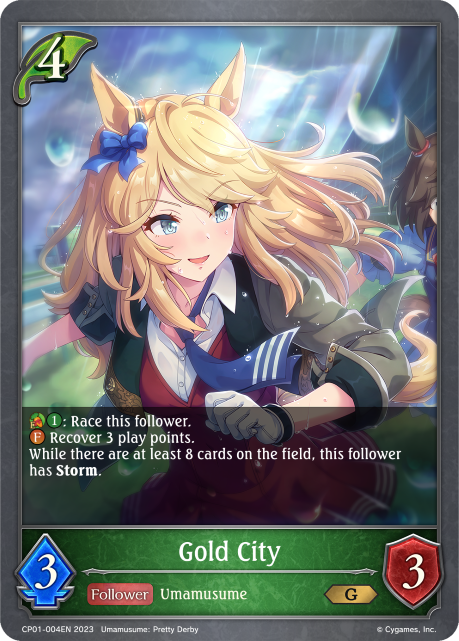 4
1: Race this follower.
F Recover 3 play points.
While there are at least 8 cards on the field, this follower
has Storm.
Gold City
3 Follower Umamusume G 3
CP01-004EN 2023 Umamusume: Pretty Derby © Cygames, Inc.